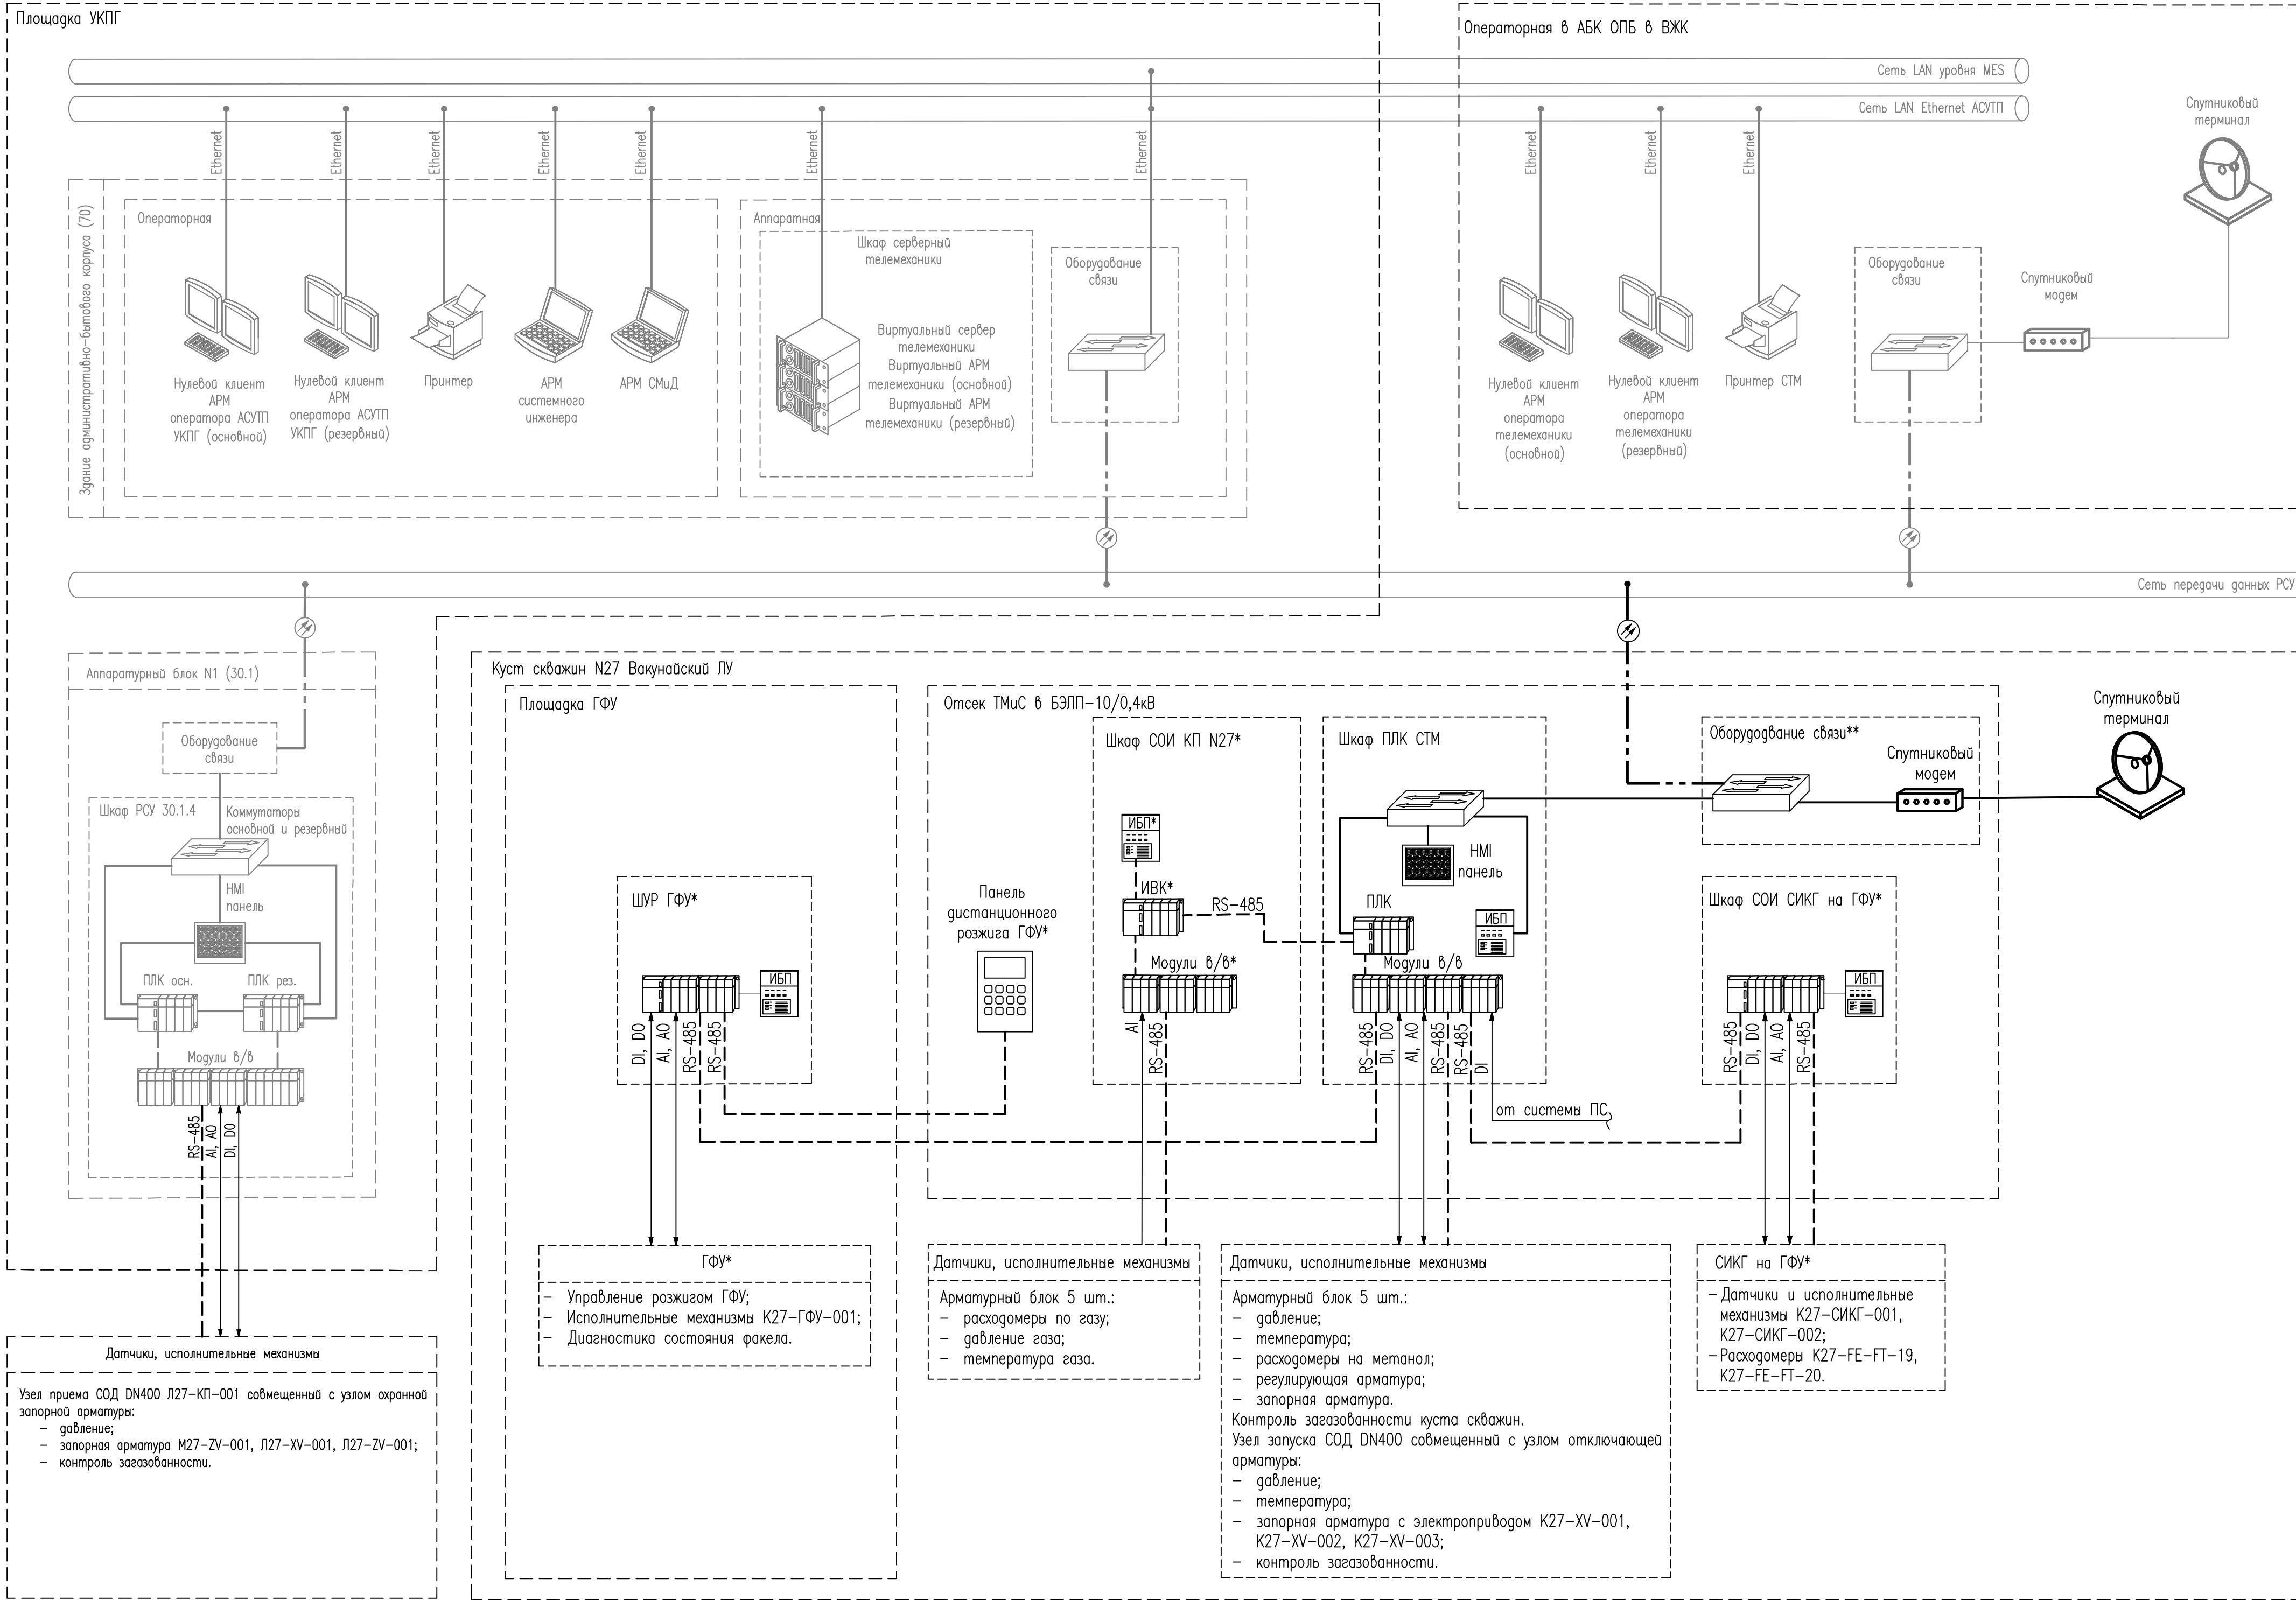 Площадка УКПГ
Операторная в АБК ОПБ в ВЖК
Сеть LAN уровня MES
Сеть LAN Ethernet АСУТП
Ethernet
Ethernet
Ethernet
Ethernet
Ethernet
Ethernet
Ethernet
Ethernet
Ethernet
Ethernet
Спутниковый
терминал
Здание административно-бытового корпуса (70)
Операторная
Нулевой клиент
АРМ
оператора АСУТП
УКПГ (основной)
Нулевой клиент
АРМ
оператора АСУТП
УКПГ (резервный)
Принтер
АРМ
системного
инженера
АРМ СМиД
Аппаратная
Шкаф серверный
телемеханики
Виртуальный сервер
телемеханики
Виртуальный АРМ
телемеханики (основной)
Виртуальный АРМ
телемеханики (резервный)
Оборудование
связи
Нулевой клиент
АРМ
оператора
телемеханики
(основной)
Нулевой клиент
АРМ
оператора
телемеханики
(резервный)
Принтер СТМ
Оборудование
связи
Спутниковый
модем
Сеть передачи данных РСУ
Аппаратурный блок N1 (30.1)
Оборудование
связи
Шкаф РСУ 30.1.4
Коммутаторы
основной и резервный
HMI
панель
ПЛК осн.
ПЛК рез.
Модули в/в
RS-485
AI, AO
DI, DO
Датчики, исполнительные механизмы
Узел приема СОД DN400 Л27-КП-001 совмещенный с узлом охранной
запорной арматуры:
- давление;
- запорная арматура М27-ZV-001, Л27-XV-001, Л27-ZV-001;
- контроль загазованности.
Куст скважин N27 Вакунайский ЛУ
Площадка ГФУ
ШУР ГФУ*
ИБП
DI, DO
AI, AO
RS-485
RS-485
ГФУ*
- Управление розжигом ГФУ;
- Исполнительные механизмы К27-ГФУ-001;
- Диагностика состояния факела.
Отсек ТМиС в БЭЛП-10/0,4кВ
Панель
дистанционного
розжига ГФУ*
Шкаф СОИ КП N27*
ИБП*
ИВК*
RS-485
Модули в/в*
AI
RS-485
Шкаф ПЛК СТМ
HMI
панель
ПЛК
ИБП
Модули в/в
RS-485
DI, DO
AI, AO
RS-485
RS-485
DI
от системы ПС
Оборудодвание связи**
Спутниковый
модем
Спутниковый
терминал
Шкаф СОИ СИКГ на ГФУ*
ИБП
RS-485
DI, DO
AI, AO
RS-485
Датчики, исполнительные механизмы
Арматурный блок 5 шт.:
- расходомеры по газу;
- давление газа;
- температура газа.
Датчики, исполнительные механизмы
Арматурный блок 5 шт.:
- давление;
- температура;
- расходомеры на метанол;
- регулирующая арматура;
- запорная арматура.
Контроль загазованности куста скважин.
Узел запуска СОД DN400 совмещенный с узлом отключающей
арматуры:
- давление;
- температура;
- запорная арматура с электроприводом К27-XV-001,
К27-XV-002, К27-XV-003;
- контроль загазованности.
СИКГ на ГФУ*
- Датчики и исполнительные
механизмы К27-СИКГ-001,
К27-СИКГ-002;
- Расходомеры К27-FE-FT-19,
К27-FE-FT-20.